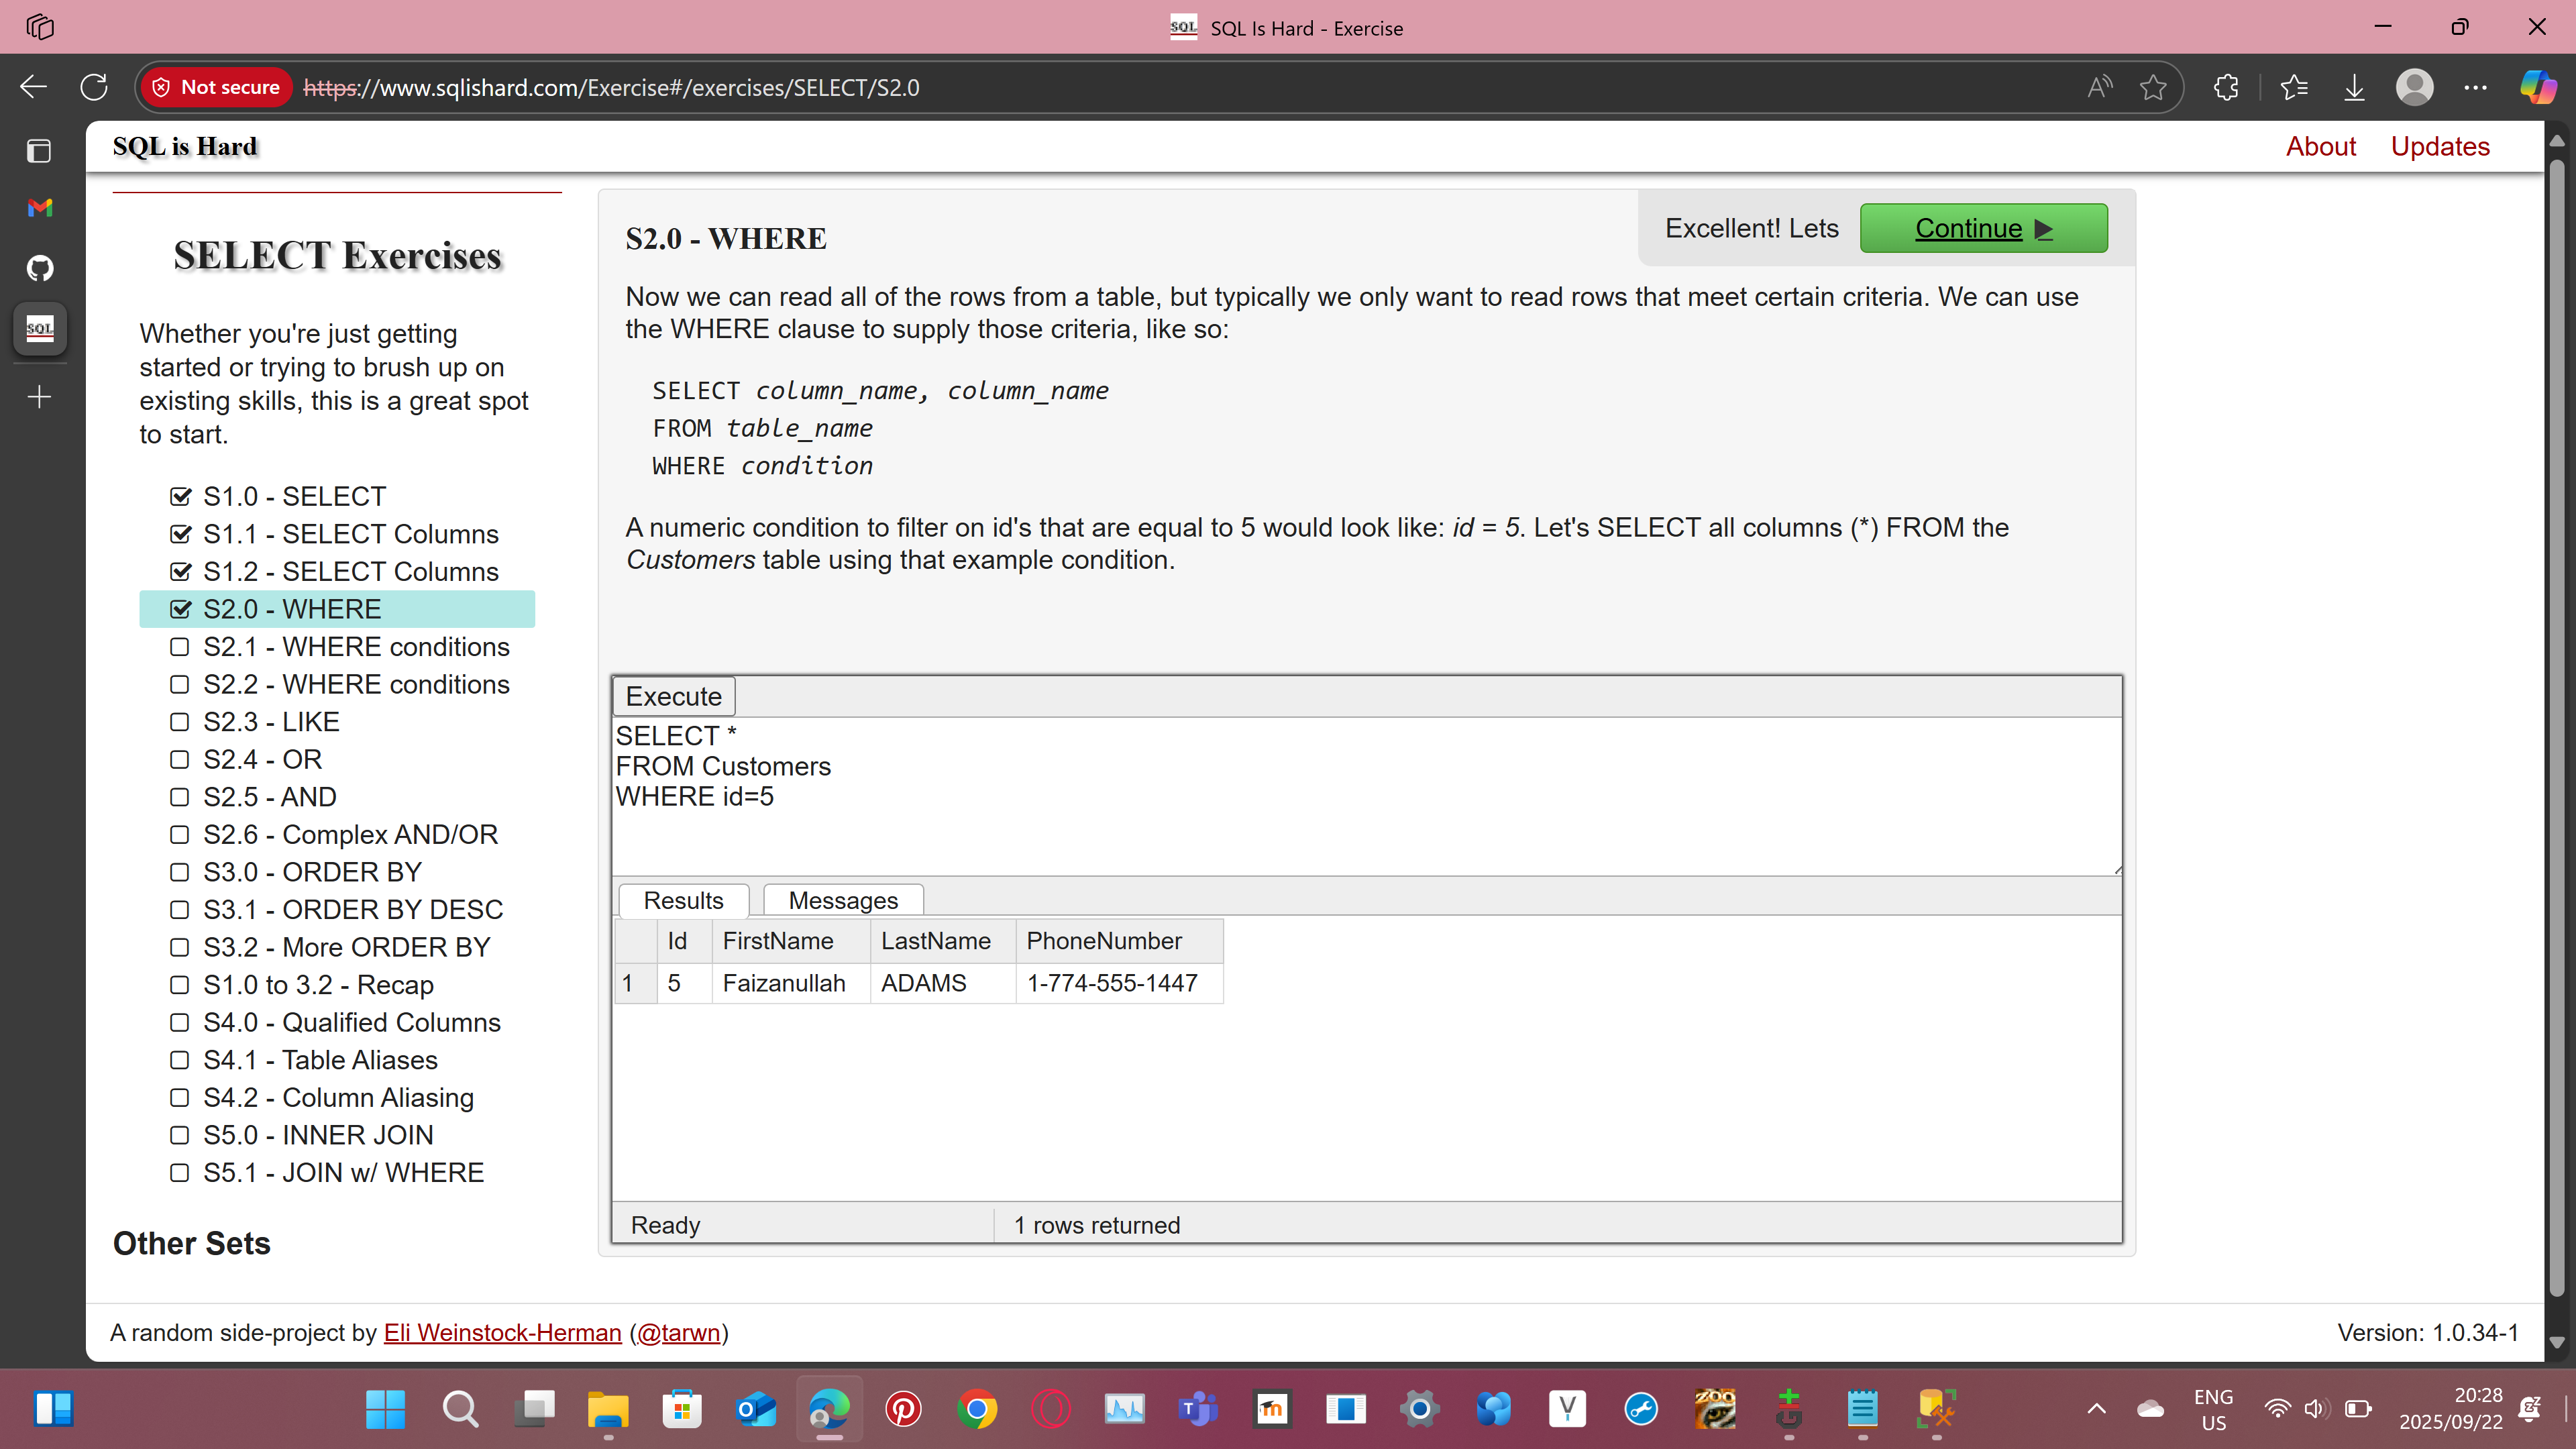 SQL Is Hard - Exercise
Not secure
https://www.sqlishard.com/Exercise#/exercises/SELECT/S2.0
SQL is Hard
About
Updates
SELECT Exercises
Whether you're just getting
started or trying to brush up on
existing skills, this is a great spot
to start.
S1.0 - SELECT
S1.1 - SELECT Columns
S1.2 - SELECT Columns
S2.0 - WHERE
S2.1 - WHERE conditions
S2.2 - WHERE conditions
S2.3 - LIKE
S2.4 - OR
S2.5 - AND
S2.6 - Complex AND/OR
S3.0 - ORDER BY
S3.1 - ORDER BY DESC
S3.2 - More ORDER BY
S1.0 to 3.2 - Recap
S4.0 - Qualified Columns
S4.1 - Table Aliases
S4.2 - Column Aliasing
S5.0 - INNER JOIN
S5.1 - JOIN w/ WHERE
Other Sets
S2.0 - WHERE
Excellent! Lets
Continue
Now we can read all of the rows from a table, but typically we only want to read rows that meet certain criteria. We can use
the WHERE clause to supply those criteria, like so:
SELECT column_name, column_name
FROM table_name
WHERE condition
A numeric condition to filter on id's that are equal to 5 would look like: id = 5. Let's SELECT all columns (*) FROM the
Customers table using that example condition.
Execute
SELECT *
FROM Customers
WHERE id=5
Results
Messages
Id FirstName LastName PhoneNumber
1 5 Faizanullah ADAMS 1-774-555-1447
Ready
1 rows returned
A random side-project by Eli Weinstock-Herman (@tarwn)
Version: 1.0.34-1
ENG
US
20:28
2025/09/22